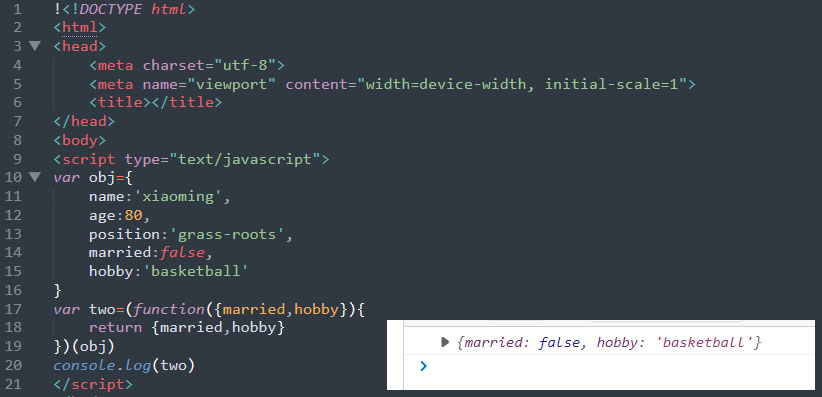 1 !<!DOCTYPE html>
2 <html>
3 <head>
4     <meta charset="utf-8">
5     <meta name="viewport" content="width=device-width, initial-scale=1">
6     <title></title>
7 </head>
8 <body>
9 <script type="text/javascript">
10 var obj={
11     name:'xiaoming',
12     age:80,
13     position:'grass-roots',
14     married:false,
15     hobby:'basketball'
16 }
17 var two=(function({married,hobby}){
18     return {married,hobby}
19 })(obj)
20 console.log(two)
21 </script>
{married: false, hobby: 'basketball'}
>